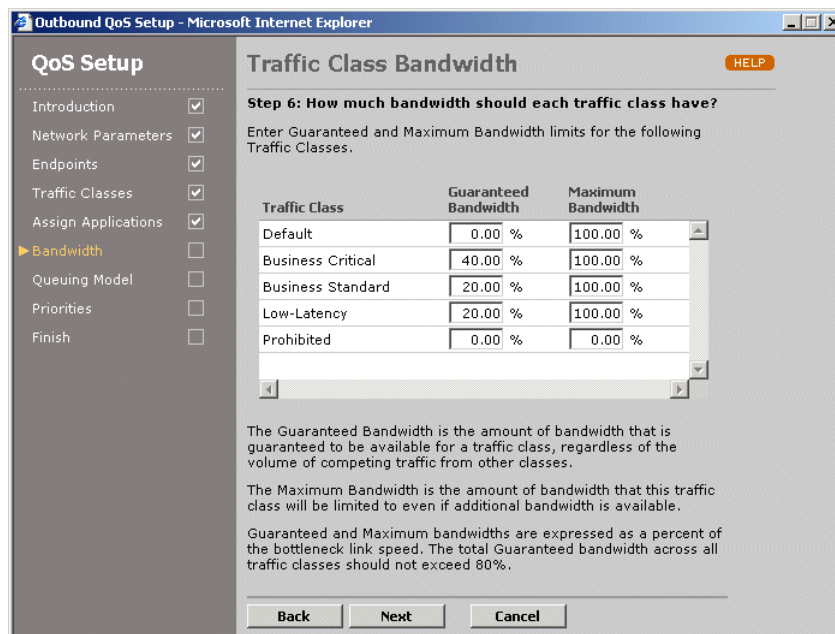 Outbound QoS Setup - Microsoft Internet Explorer
QoS Setup
Introduction
Network Parameters
Endpoints
Traffic Classes
Assign Applications
Bandwidth
Queuing Model
Priorities
Finish
Traffic Class Bandwidth
HELP
Step 6: How much bandwidth should each traffic class have?
Enter Guaranteed and Maximum Bandwidth limits for the following
Traffic Classes.
Traffic Class Guaranteed Bandwidth Maximum Bandwidth
Default 0.00 % 100.00 %
Business Critical 40.00 % 100.00 %
Business Standard 20.00 % 100.00 %
Low-Latency 20.00 % 100.00 %
Prohibited 0.00 % 0.00 %
The Guaranteed Bandwidth is the amount of bandwidth that is
guaranteed to be available for a traffic class, regardless of the
volume of competing traffic from other classes.
The Maximum Bandwidth is the amount of bandwidth that this traffic
class will be limited to even if additional bandwidth is available.
Guaranteed and Maximum bandwidths are expressed as a percent of
the bottleneck link speed. The total Guaranteed bandwidth across all
traffic classes should not exceed 80%.
Back Next Cancel